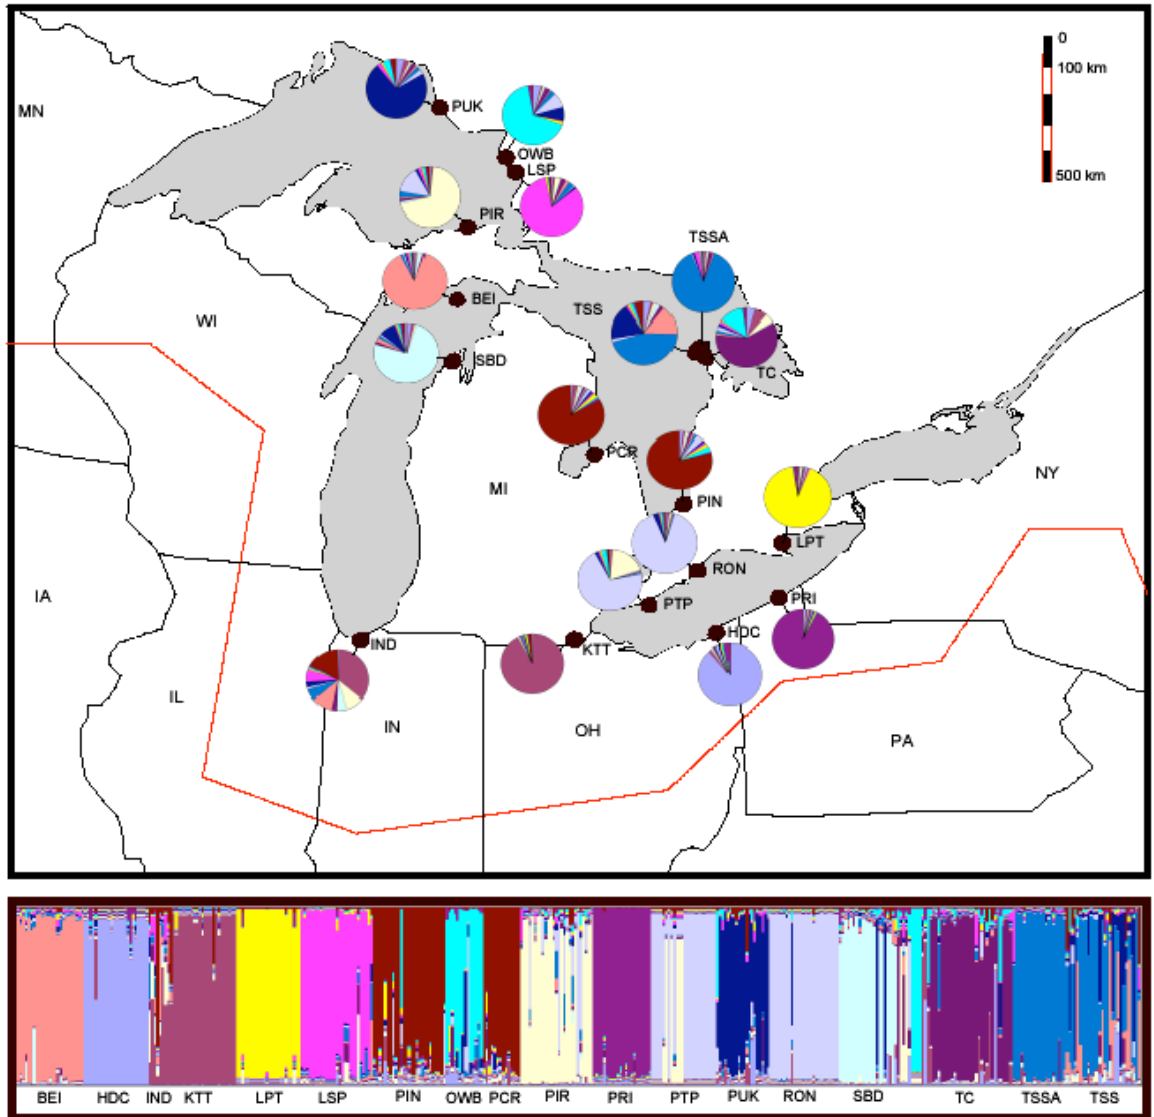 0
100 km
500 km
MN
PUK
OWB
LSP
PIR
TSSA
BEI
TSS
WI
SBD
TC
PCR
MI
PIN
NY
LPT
RON
IA
PTP
PRI
HDC
IND
KTT
IL
IN
OH
PA
BEI HDC IND KTT LPT LSP PIN OWB PCR PIR PRI PTP PUK RON SBD TC TSSA TSS